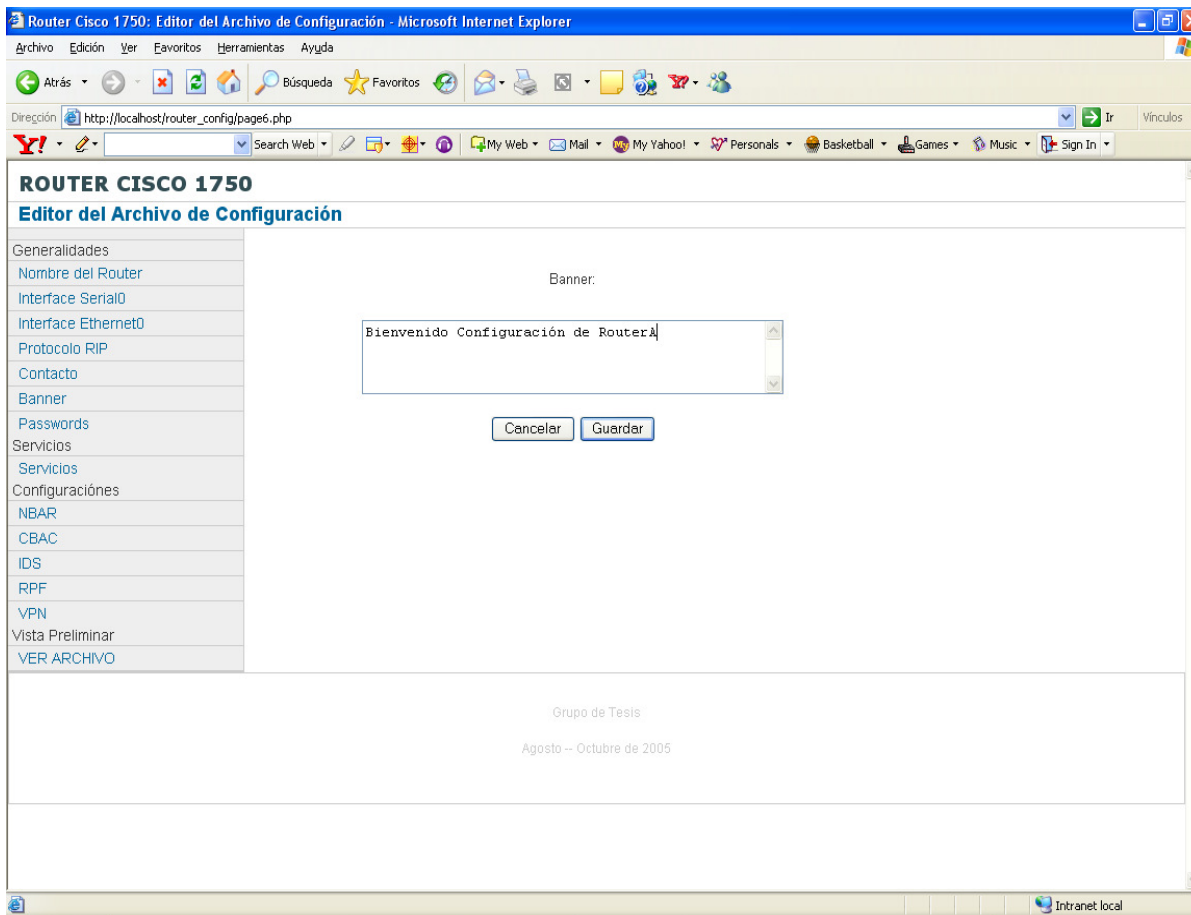 Router Cisco 1750: Editor del Archivo de Configuración - Microsoft Internet Explorer
Archivo Edición Ver Favoritos Herramientas Ayuda
Atrás Búsqueda Favoritos
Dirección http://localhost/router_config/page6.php Ir Vínculos
Y! Search Web My Web Mail My Yahoo! Personals Basketball Games Music Sign In
ROUTER CISCO 1750
Editor del Archivo de Configuración
Generalidades
Nombre del Router
Interface Serial0
Interface Ethernet0
Protocolo RIP
Contacto
Banner
Passwords
Servicios
Servicios
Configuraciónes
NBAR
CBAC
IDS
RPF
VPN
Vista Preliminar
VER ARCHIVO
Banner:
Bienvenido Configuración de RouterA
Cancelar Guardar
Grupo de Tesis
Agosto -- Octubre de 2005
Intranet local